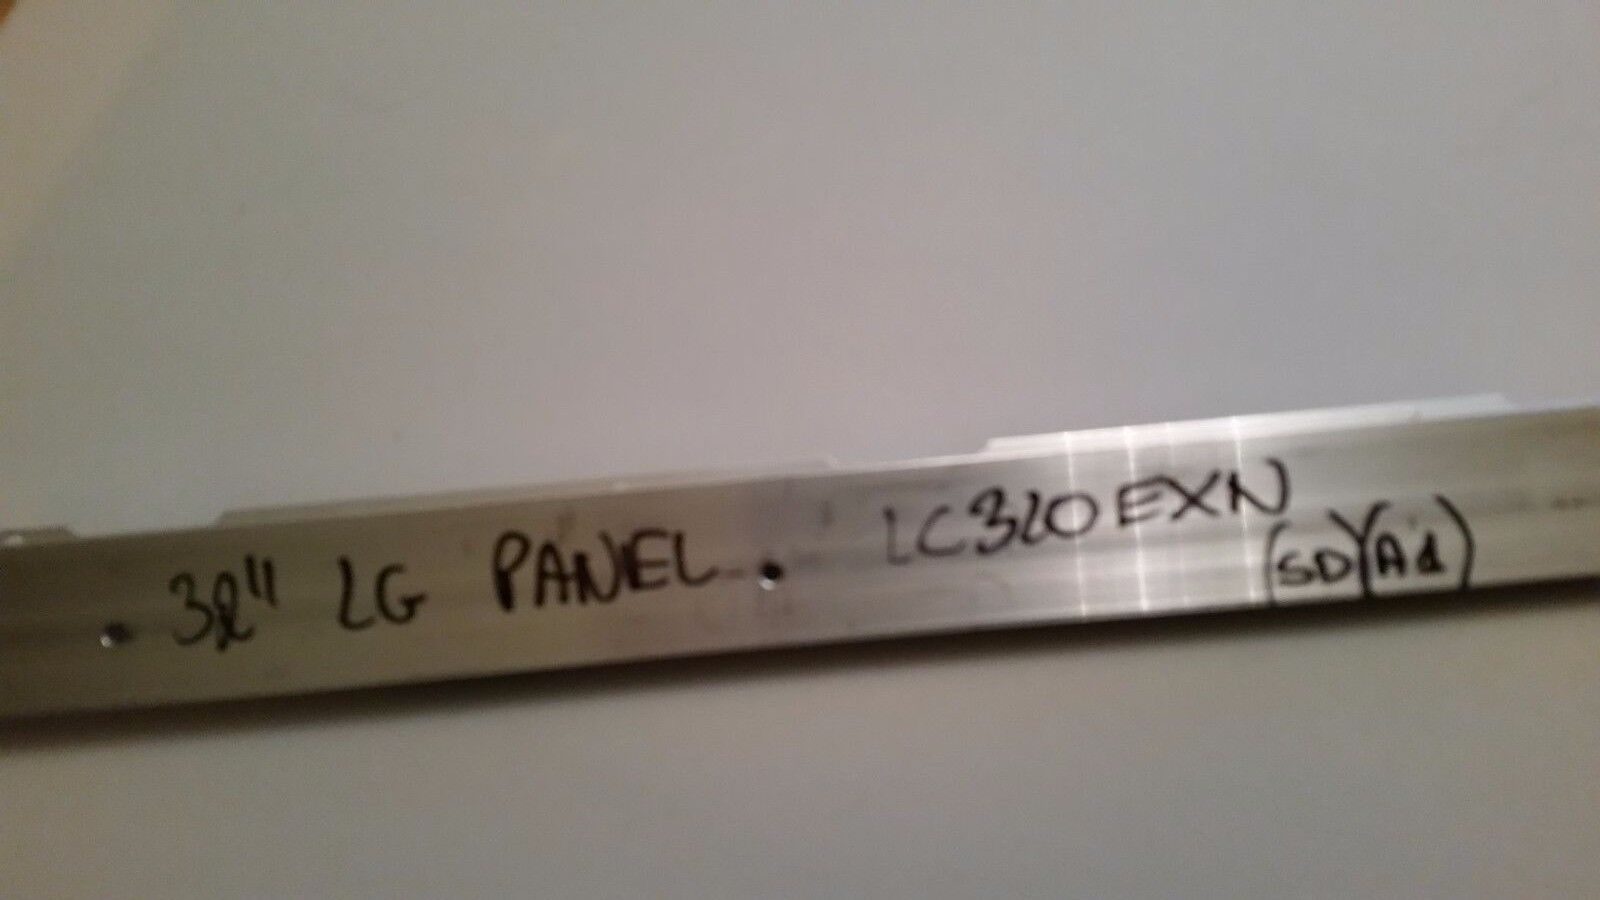 32" LG PANEL. LC320EXN
(SD)(A1)